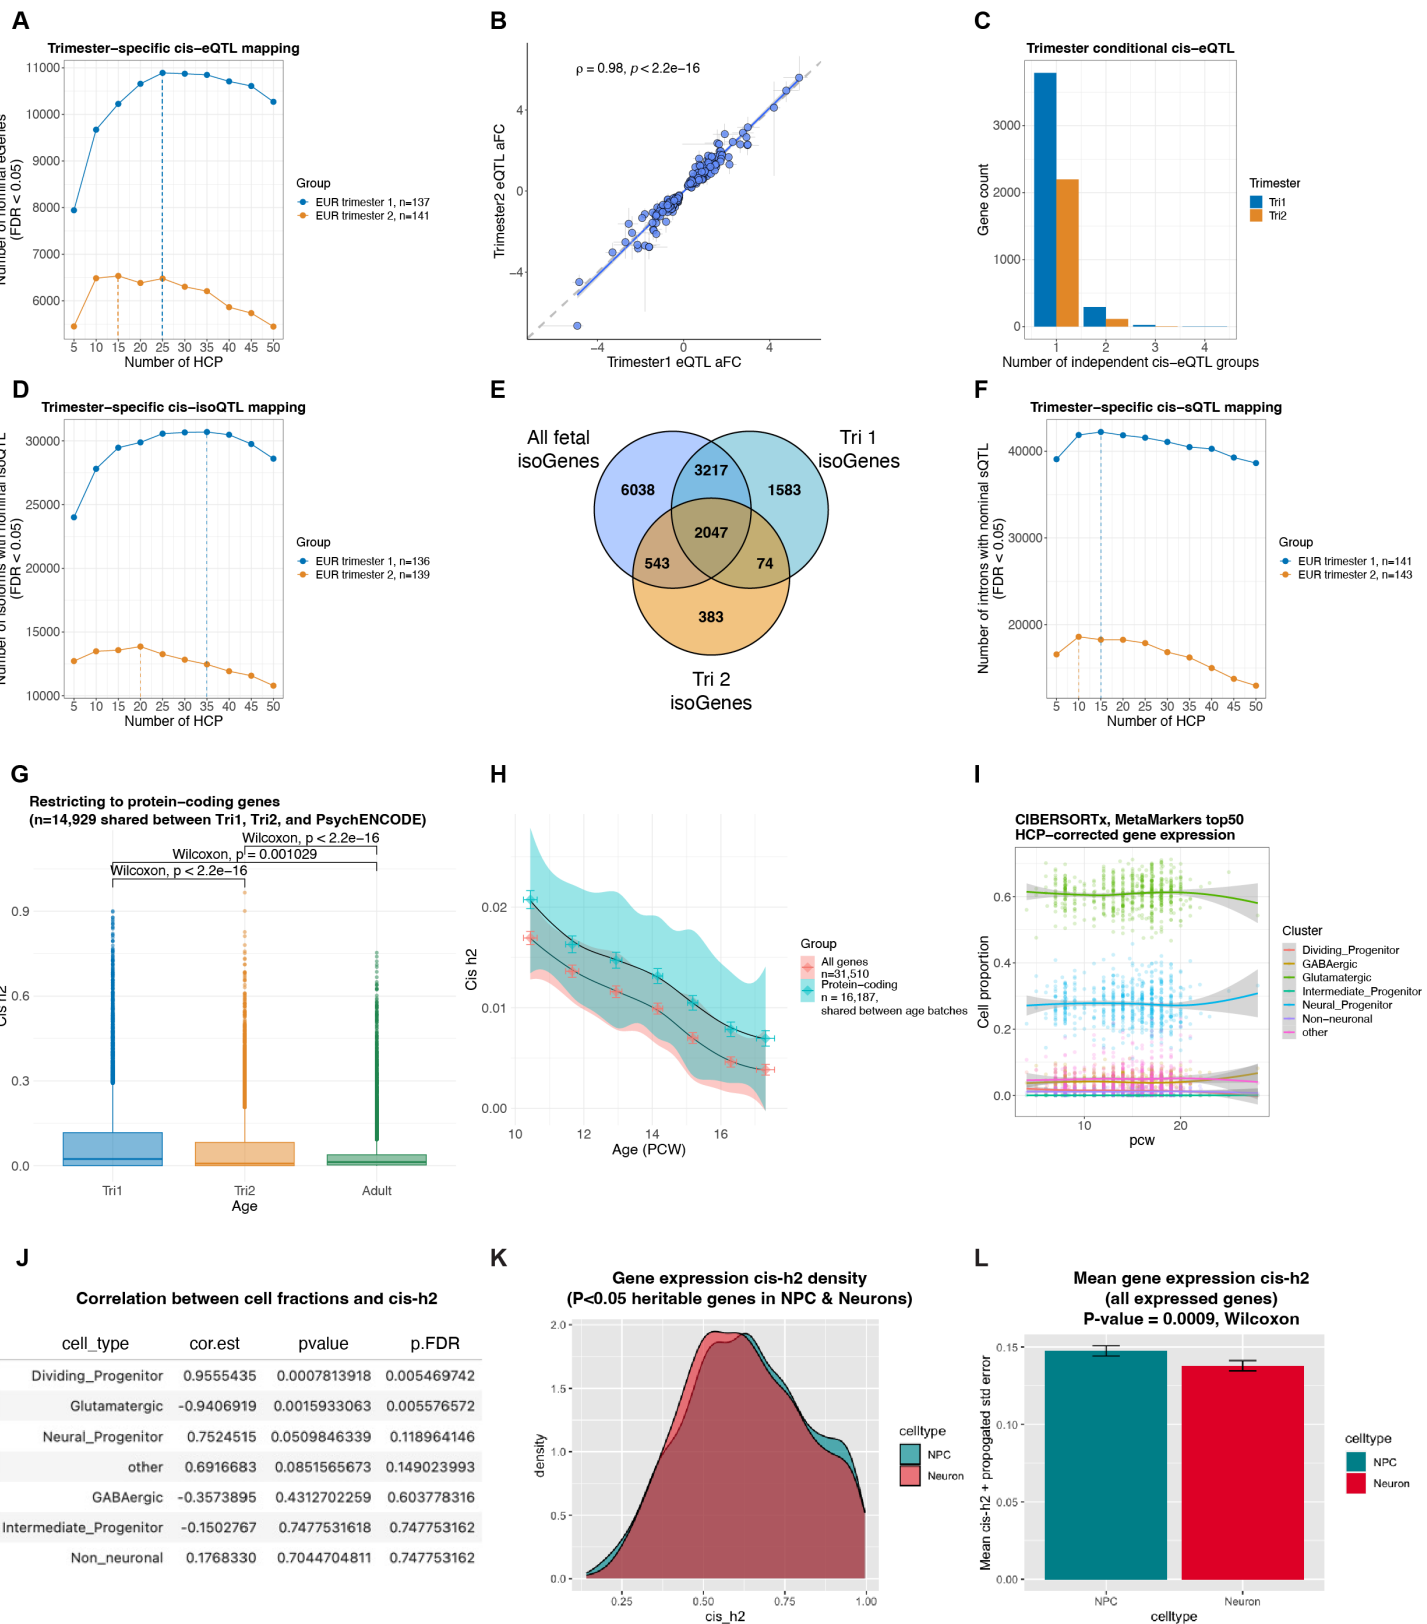 A
Trimester−specific cis−eQTL mapping
Number of nominal eGenes
(FDR < 0.05)
11000
10000
9000
8000
7000
6000
5 10 15 20 25 30 35 40 45 50
Number of HCP
Group
EUR trimester 1, n=137
EUR trimester 2, n=141
B
ρ = 0.98, p < 2.2e−16
Trimester2 eQTL aFC
4
0
−4
−4 0 4
Trimester1 eQTL aFC
C
Trimester conditional cis−eQTL
Gene count
3000
2000
1000
0
1 2 3 4
Number of independent cis−eQTL groups
Trimester
Tri1
Tri2
D
Trimester−specific cis−isoQTL mapping
Number of isoforms with nominal isoQTL
(FDR < 0.05)
30000
25000
20000
15000
10000
5 10 15 20 25 30 35 40 45 50
Number of HCP
Group
EUR trimester 1, n=136
EUR trimester 2, n=139
E
All fetal
isoGenes
Tri 1
isoGenes
3217
6038
1583
2047
543
74
383
Tri 2
isoGenes
F
Trimester−specific cis−sQTL mapping
Number of introns with nominal sQTL
(FDR < 0.05)
40000
30000
20000
5 10 15 20 25 30 35 40 45 50
Number of HCP
Group
EUR trimester 1, n=141
EUR trimester 2, n=143
G
Restricting to protein−coding genes
(n=14,929 shared between Tri1, Tri2, and PsychENCODE)
Wilcoxon, p < 2.2e−16
Wilcoxon, p = 0.001029
Wilcoxon, p < 2.2e−16
Cis h2
0.9
0.6
0.3
0.0
Tri1 Tri2 Adult
Age
H
Cis h2
0.02
0.01
0.00
10 12 14 16
Age (PCW)
Group
All genes
n=31,510
Protein−coding
n = 16,187,
shared between age batches
I
CIBERSORTx, MetaMarkers top50
HCP−corrected gene expression
Cell proportion
0.6
0.4
0.2
0.0
10 20
pcw
Cluster
Dividing_Progenitor
GABAergic
Glutamatergic
Intermediate_Progenitor
Neural_Progenitor
Non−neuronal
other
J
Correlation between cell fractions and cis-h2
cell_type cor.est pvalue p.FDR
Dividing_Progenitor 0.9555435 0.0007813918 0.005469742
Glutamatergic -0.9406919 0.0015933063 0.005576572
Neural_Progenitor 0.7524515 0.0509846339 0.118964146
other 0.6916683 0.0851565673 0.149023993
GABAergic -0.3573895 0.4312702259 0.603778316
Intermediate_Progenitor -0.1502767 0.7477531618 0.747753162
Non_neuronal 0.1768330 0.7044704811 0.747753162
K
Gene expression cis-h2 density
(P<0.05 heritable genes in NPC & Neurons)
density
2.0
1.5
1.0
0.5
0.0
0.25 0.50 0.75 1.00
cis_h2
celltype
NPC
Neuron
L
Mean gene expression cis-h2
(all expressed genes)
P-value = 0.0009, Wilcoxon
Mean cis-h2 + propogated std error
0.15
0.10
0.05
0.00
NPC Neuron
celltype
celltype
NPC
Neuron